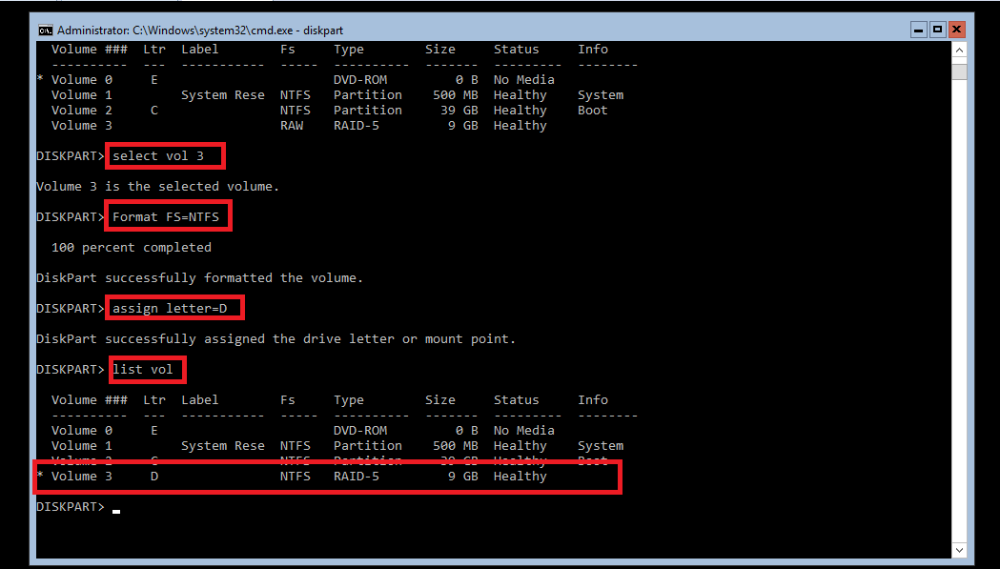 Administrator: C:\Windows\system32\cmd.exe - diskpart
  Volume ###  Ltr  Label        Fs     Type        Size     Status     Info
  ----------  ---  -----------  -----  ----------  -------  ---------  --------
* Volume 0     E                       DVD-ROM         0 B  No Media
  Volume 1         System Rese  NTFS   Partition    500 MB  Healthy    System
  Volume 2     C                NTFS   Partition     39 GB  Healthy    Boot
  Volume 3                      RAW    RAID-5         9 GB  Healthy
DISKPART> select vol 3
Volume 3 is the selected volume.
DISKPART> Format FS=NTFS
  100 percent completed
DiskPart successfully formatted the volume.
DISKPART> assign letter=D
DiskPart successfully assigned the drive letter or mount point.
DISKPART> list vol
  Volume ###  Ltr  Label        Fs     Type        Size     Status     Info
  ----------  ---  -----------  -----  ----------  -------  ---------  --------
  Volume 0     E                       DVD-ROM         0 B  No Media
  Volume 1         System Rese  NTFS   Partition    500 MB  Healthy    System
  Volume 2     C                NTFS   Partition     39 GB  Healthy    Boot
* Volume 3     D                NTFS   RAID-5         9 GB  Healthy
DISKPART>